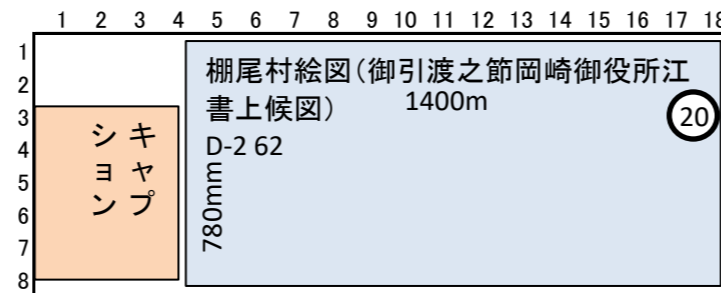 1 2 3 4 5 6 7 8 9 10 11 12 13 14 15 16 17 18
1
2
3
4
5
6
7
8
キャプ
ション
棚尾村絵図(御引渡之節岡崎御役所江
書上候図) 1400m
D-2 62
780mm
20